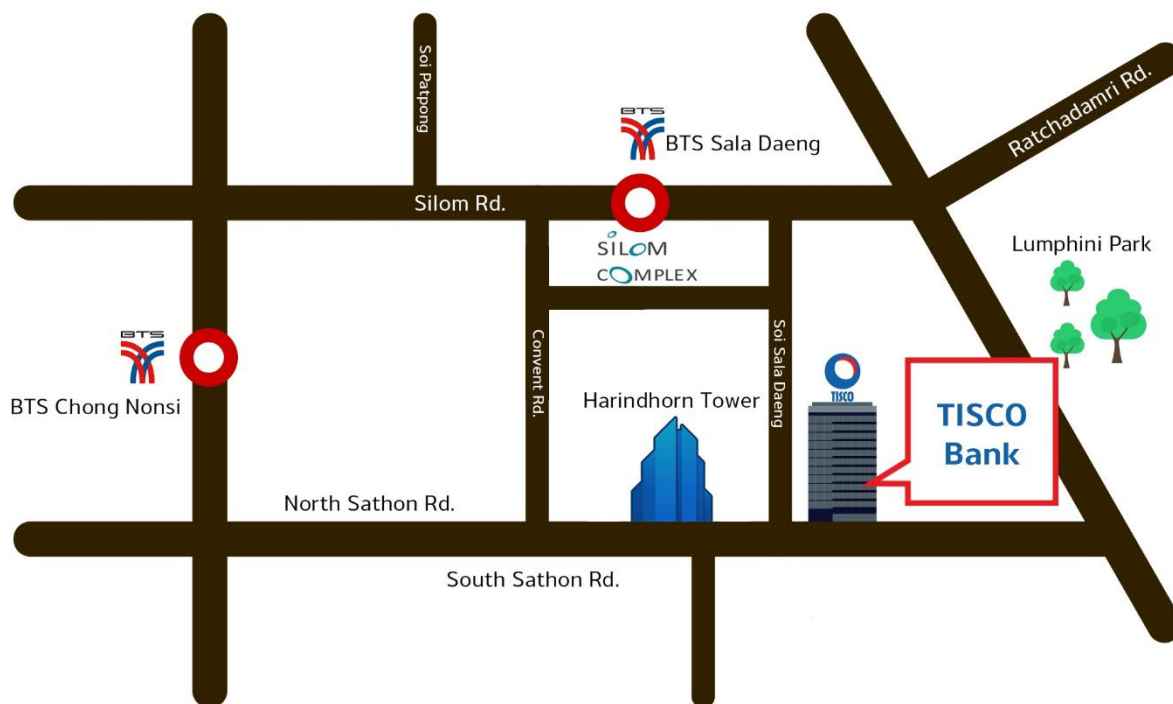 Soi Patpong
Ratchadamri Rd.
BTS
BTS Sala Daeng
Silom Rd.
SILOM
COMPLEX
Lumphini Park
BTS
BTS Chong Nonsi
Convent Rd.
Soi Sala Daeng
Harindhorn Tower
TISCO
TISCO
Bank
North Sathon Rd.
South Sathon Rd.